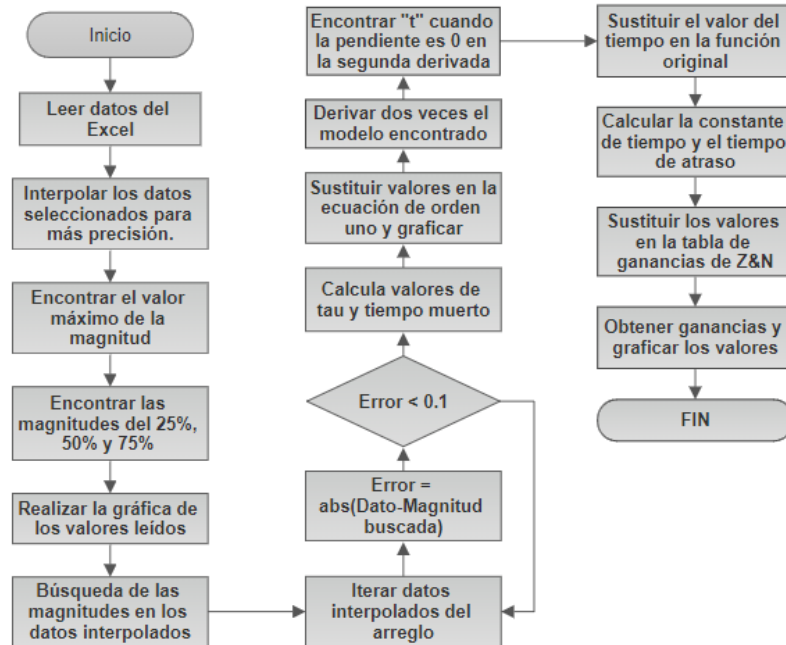 Inicio
Leer datos del
Excel
Interpolar los datos
seleccionados para
más precisión.
Encontrar el valor
máximo de la
magnitud
Encontrar las
magnitudes del 25%,
50% y 75%
Realizar la gráfica de
los valores leídos
Búsqueda de las
magnitudes en los
datos interpolados
Iterar datos
interpolados del
arreglo
Error =
abs(Dato-Magnitud
buscada)
Error < 0.1
Calcula valores de
tau y tiempo muerto
Sustituir valores en la
ecuación de orden
uno y graficar
Derivar dos veces el
modelo encontrado
Encontrar "t" cuando
la pendiente es 0 en
la segunda derivada
Sustituir el valor del
tiempo en la función
original
Calcular la constante
de tiempo y el tiempo
de atraso
Sustituir los valores
en la tabla de
ganancias de Z&N
Obtener ganancias y
graficar los valores
FIN